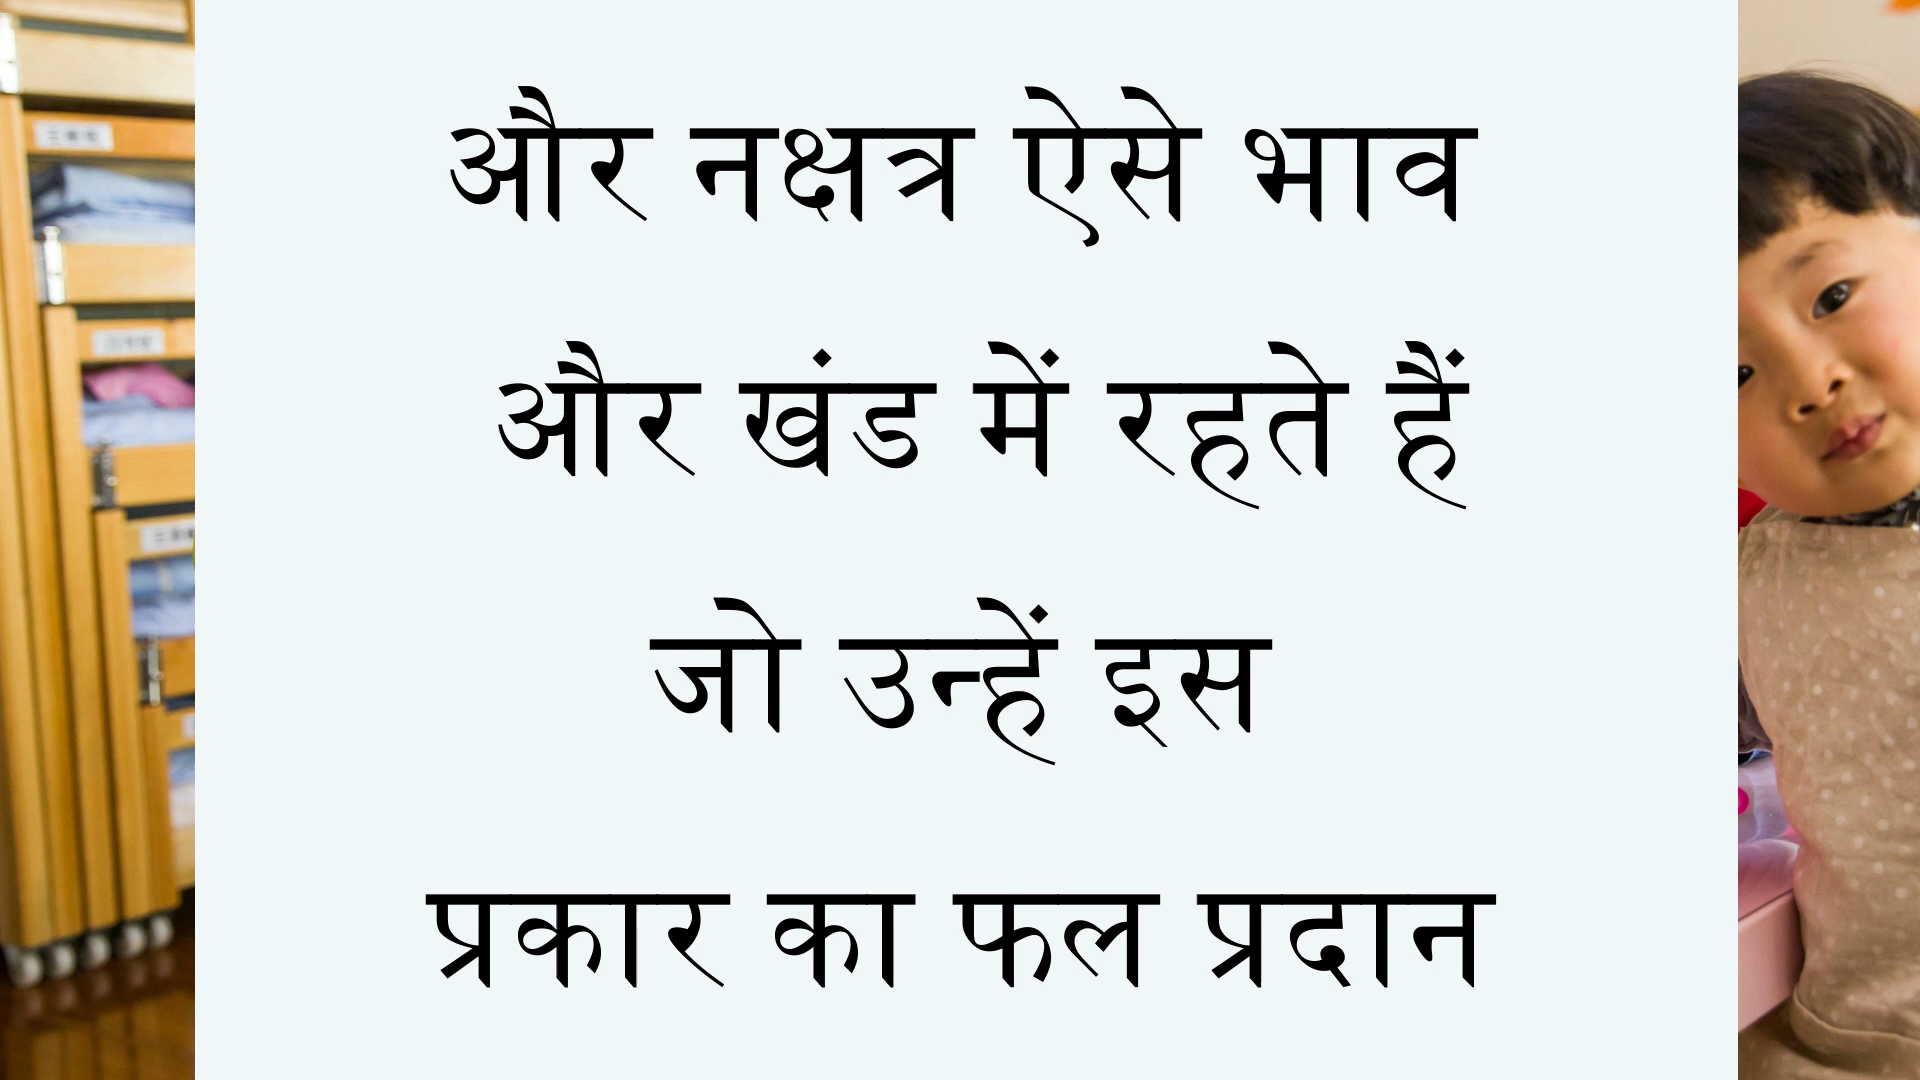 और नक्षत्र ऐसे भाव
और खंड में रहते हैं
जो उन्हें इस
प्रकार का फल प्रदान